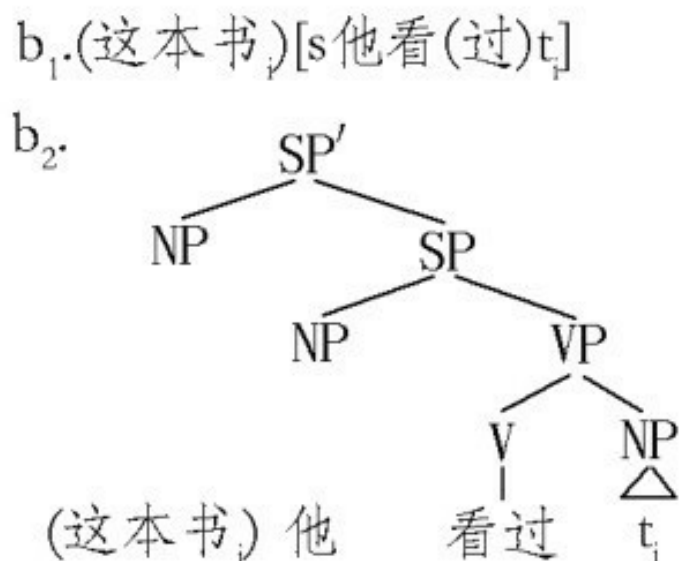 b₁.(这本书ᵢ)[s他看(过)tᵢ]
b₂.
SP′
NP SP
NP VP
V NP
(这本书ᵢ) 他 看过 tᵢ